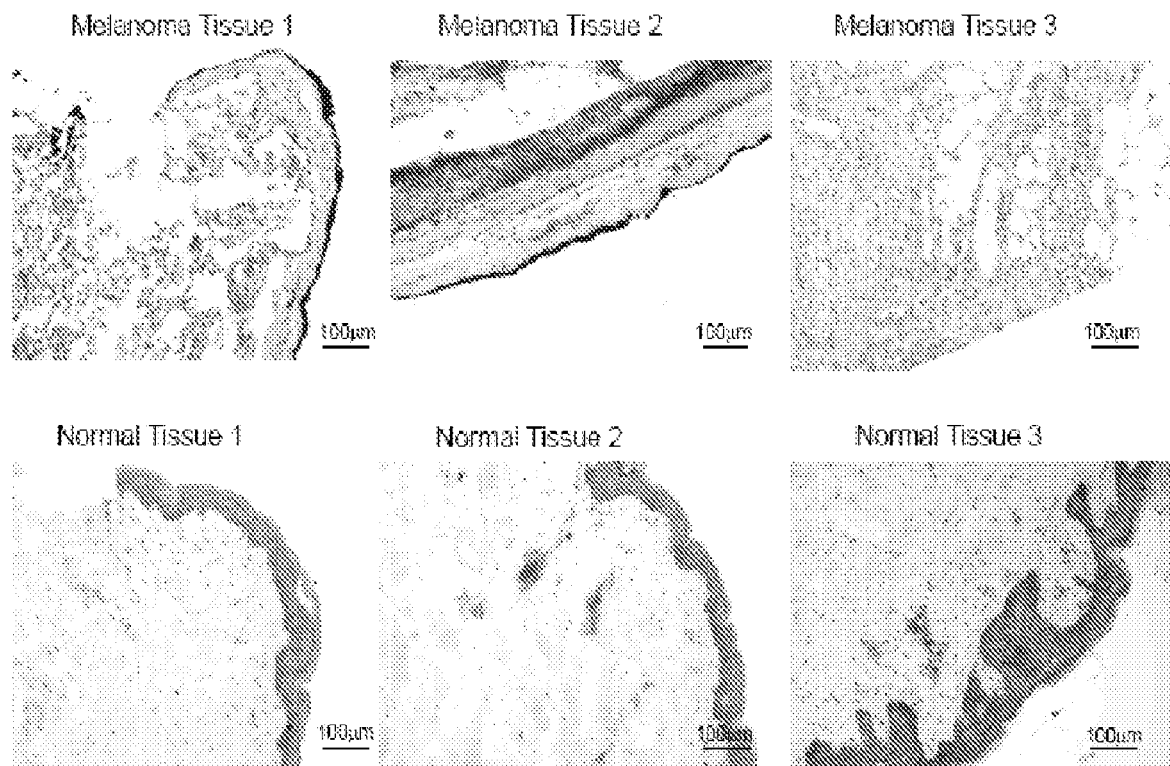 Melanoma Tissue 1
Melanoma Tissue 2
Melanoma Tissue 3
100µm
100µm
100µm
Normal Tissue 1
Normal Tissue 2
Normal Tissue 3
100µm
100µm
100µm